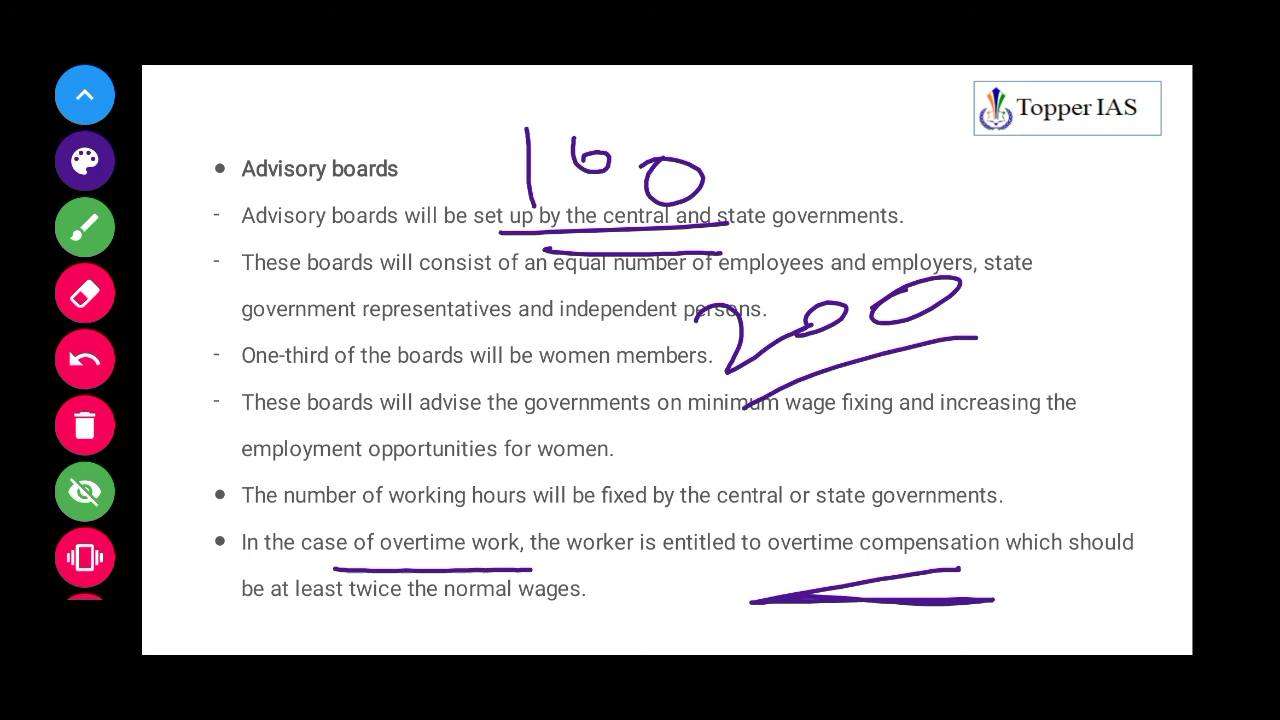 Topper IAS
● Advisory boards
- Advisory boards will be set up by the central and state governments.
- These boards will consist of an equal number of employees and employers, state
government representatives and independent persons.
- One-third of the boards will be women members.
- These boards will advise the governments on minimum wage fixing and increasing the
employment opportunities for women.
● The number of working hours will be fixed by the central or state governments.
● In the case of overtime work, the worker is entitled to overtime compensation which should
be at least twice the normal wages.
100
200